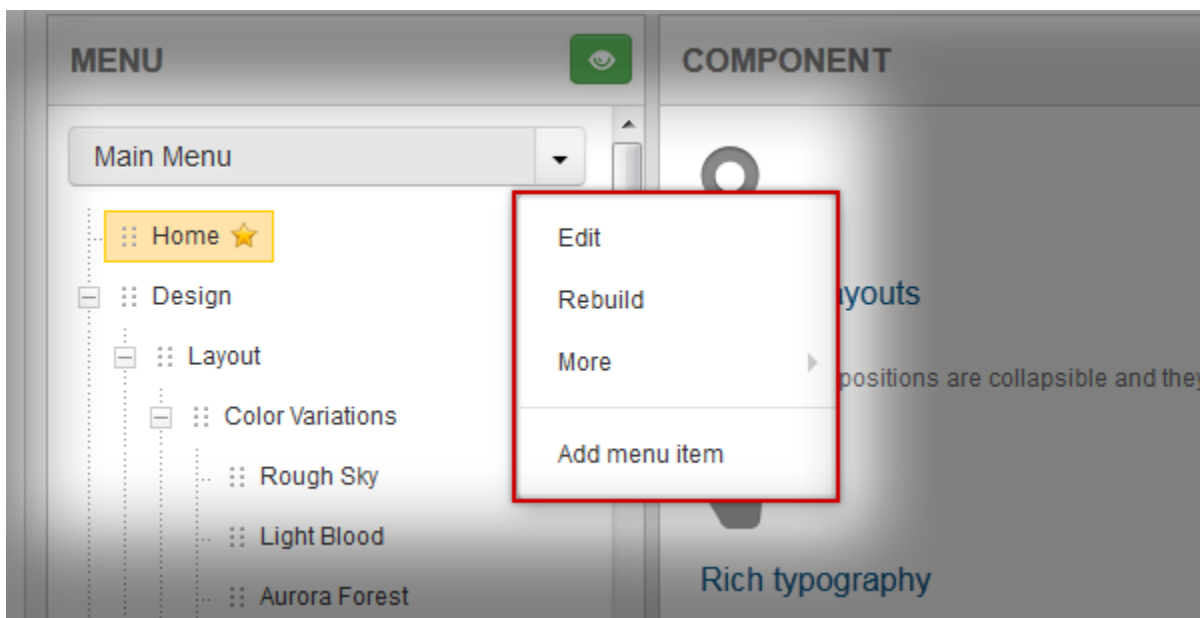 MENU
COMPONENT
Main Menu
Home
Design
Layout
Color Variations
Rough Sky
Light Blood
Aurora Forest
Edit
Rebuild
More
Add menu item
youts
positions are collapsible and they
Rich typography